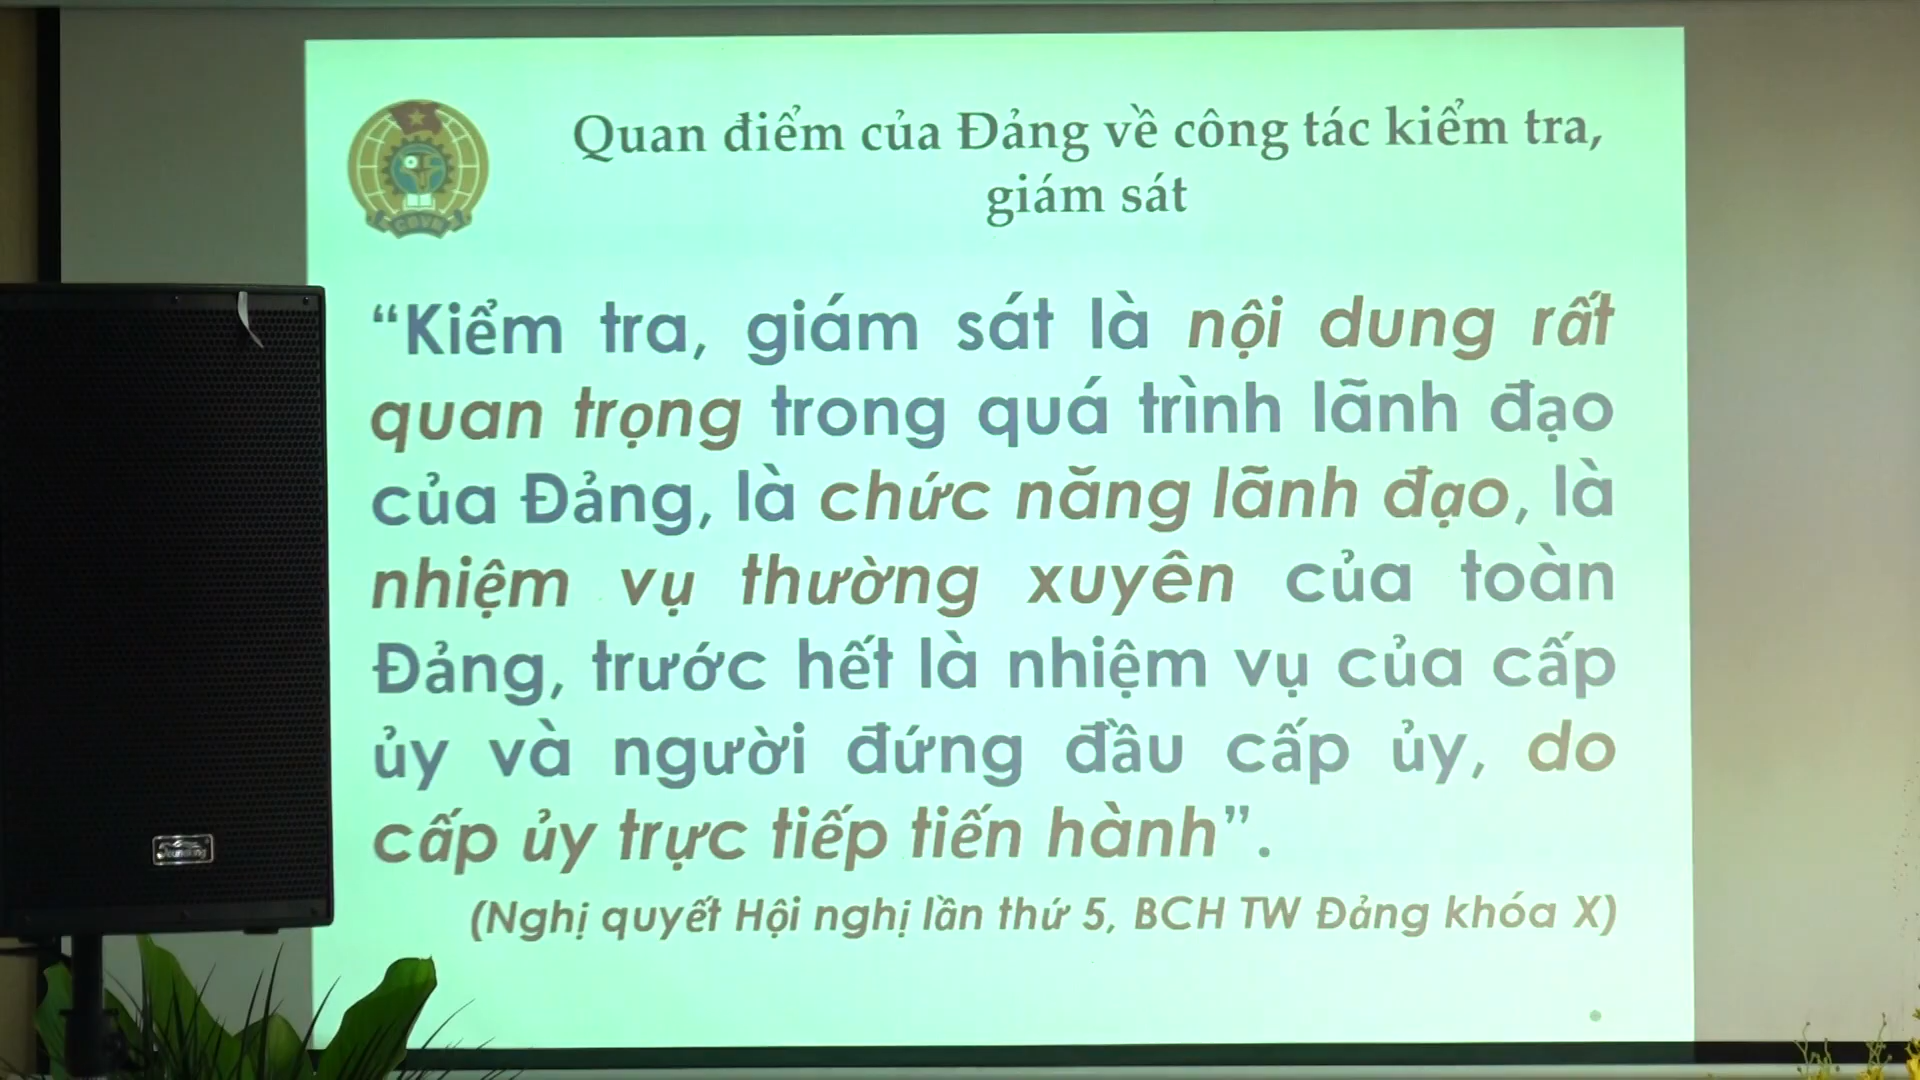 Quan điểm của Đảng về công tác kiểm tra,
giám sát
“Kiểm tra, giám sát là nội dung rất
quan trọng trong quá trình lãnh đạo
của Đảng, là chức năng lãnh đạo, là
nhiệm vụ thường xuyên của toàn
Đảng, trước hết là nhiệm vụ của cấp
ủy và người đứng đầu cấp ủy, do
cấp ủy trực tiếp tiến hành”.
(Nghị quyết Hội nghị lần thứ 5, BCH TW Đảng khóa X)